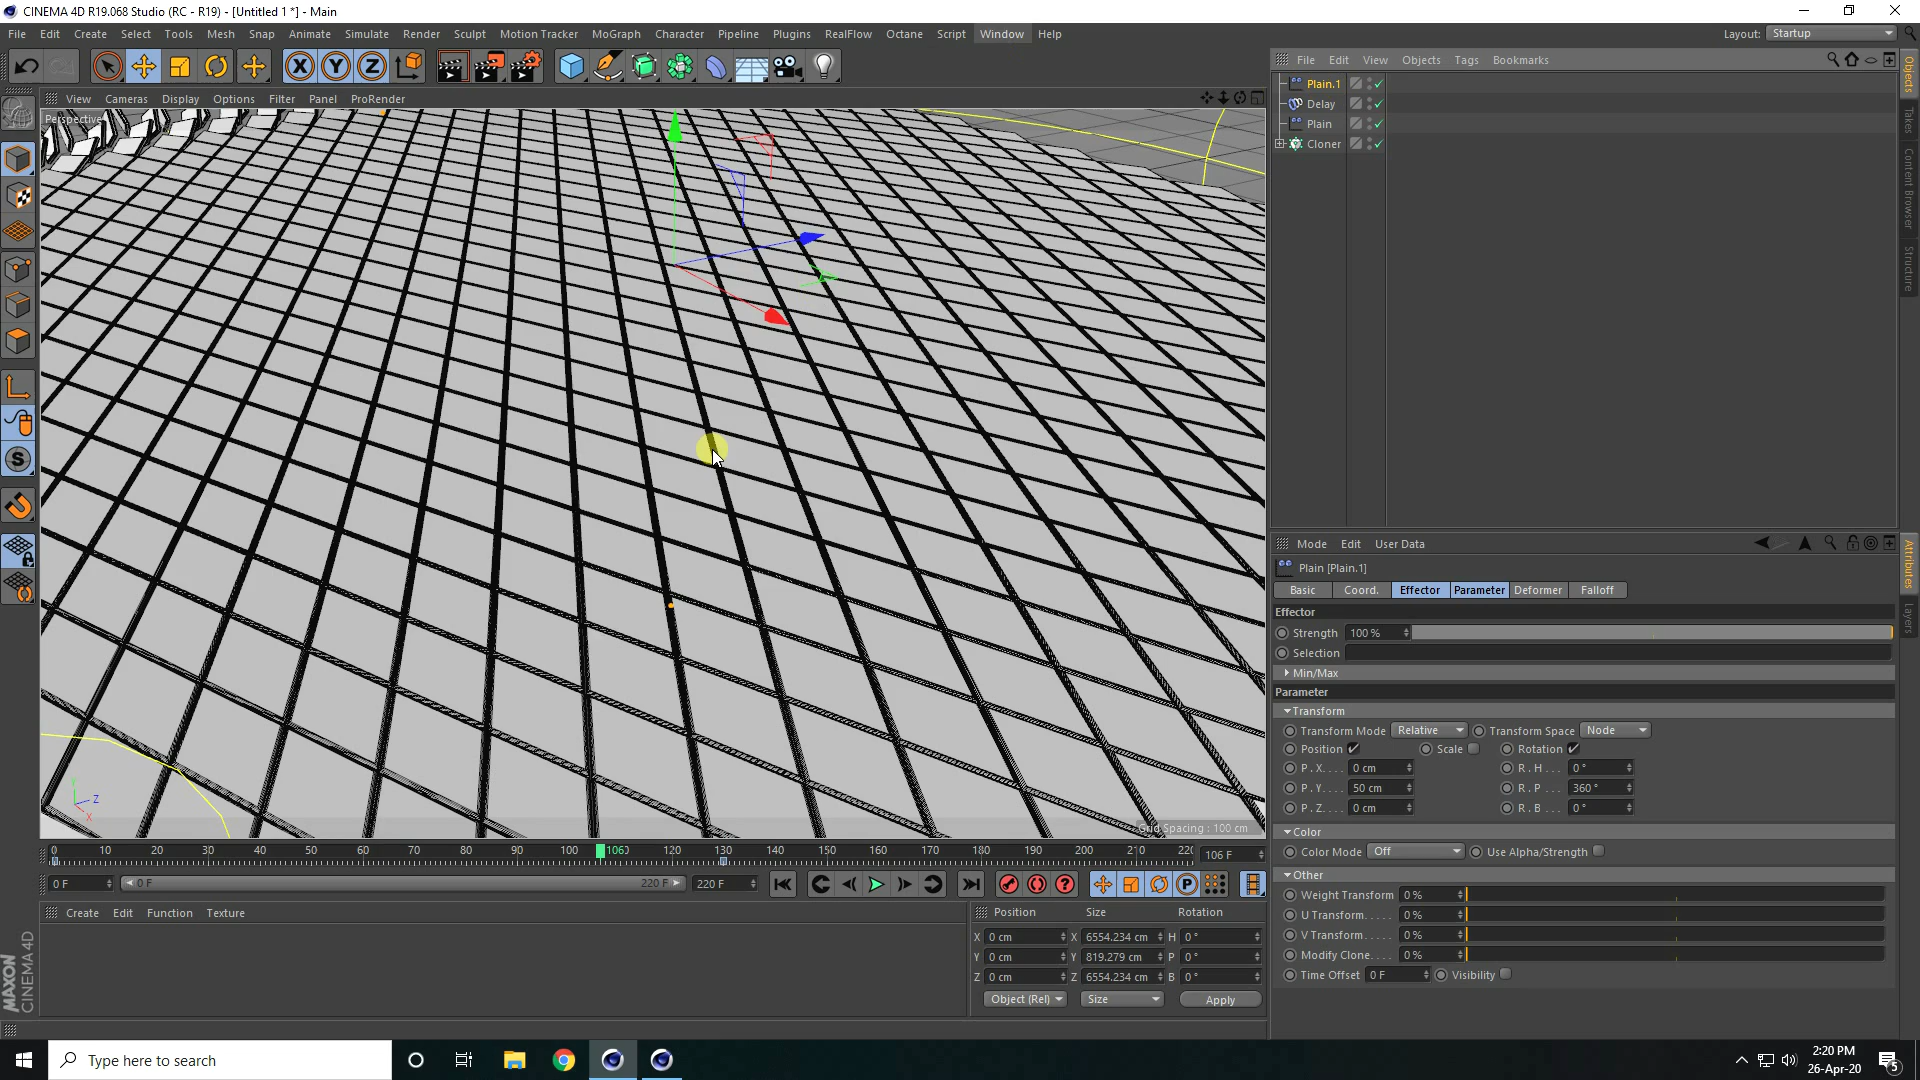 CINEMA 4D R19.068 Studio (RC - R19) - [Untitled 1 *] - Main
File Edit Create Select Tools Mesh Snap Animate Simulate Render Sculpt Motion Tracker MoGraph Character Pipeline Plugins RealFlow Octane Script Window Help Layout: Startup
File Edit View Objects Tags Bookmarks
View Cameras Display Options Filter Panel ProRender
Perspective
Plain.1
Delay
Plain
Cloner
Objects
Takes
Content Browser
Structure
Mode Edit User Data
Plain [Plain.1]
Basic Coord. Effector Parameter Deformer Falloff
Effector
Strength 100 %
Selection
Min/Max
Parameter
Transform
Transform Mode Relative Transform Space Node
Position Scale Rotation
P . X . . . . 0 cm R . H . . . 0 °
P . Y . . . . 50 cm R . P . . . 360 °
P . Z . . . . 0 cm R . B . . . 0 °
Color
Color Mode Off Use Alpha/Strength
Other
Weight Transform 0 %
U Transform. . . . . 0 %
V Transform. . . . . 0 %
Modify Clone. . . . 0 %
Time Offset 0 F Visibility
Attributes
Layers
Y Z X
Grid Spacing : 100 cm
0 10 20 30 40 50 60 70 80 90 100 106 120 130 140 150 160 170 180 190 200 210 220 106 F
0 F 0 F 220 F 220 F
Create Edit Function Texture
Position Size Rotation
X 0 cm X 6554.234 cm H 0 °
Y 0 cm Y 819.279 cm P 0 °
Z 0 cm Z 6554.234 cm B 0 °
Object (Rel) Size Apply
MAXON
CINEMA 4D
Type here to search
2:20 PM
26-Apr-20
5